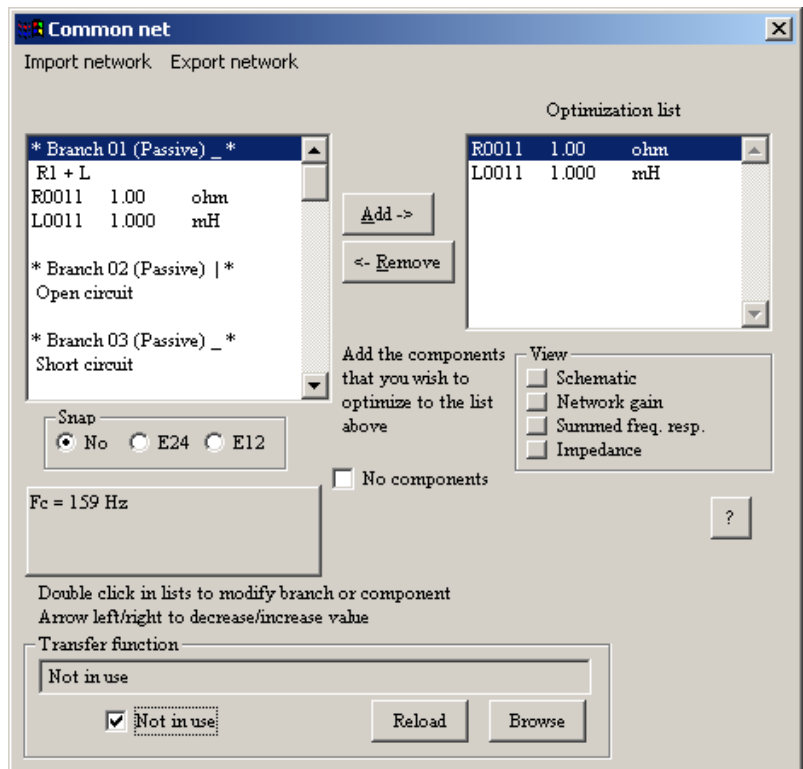 Common net
Import network Export network
Optimization list
* Branch 01 (Passive) _ *
R1 + L
R0011 1.00 ohm
L0011 1.000 mH
* Branch 02 (Passive) | *
Open circuit
* Branch 03 (Passive) _ *
Short circuit
Add ->
<- Remove
R0011 1.00 ohm
L0011 1.000 mH
Add the components
that you wish to
optimize to the list
above
View
Schematic
Network gain
Summed freq. resp.
Impedance
Snap
No E24 E12
No components
Fc = 159 Hz
?
Double click in lists to modify branch or component
Arrow left/right to decrease/increase value
Transfer function
Not in use
Not in use
Reload
Browse